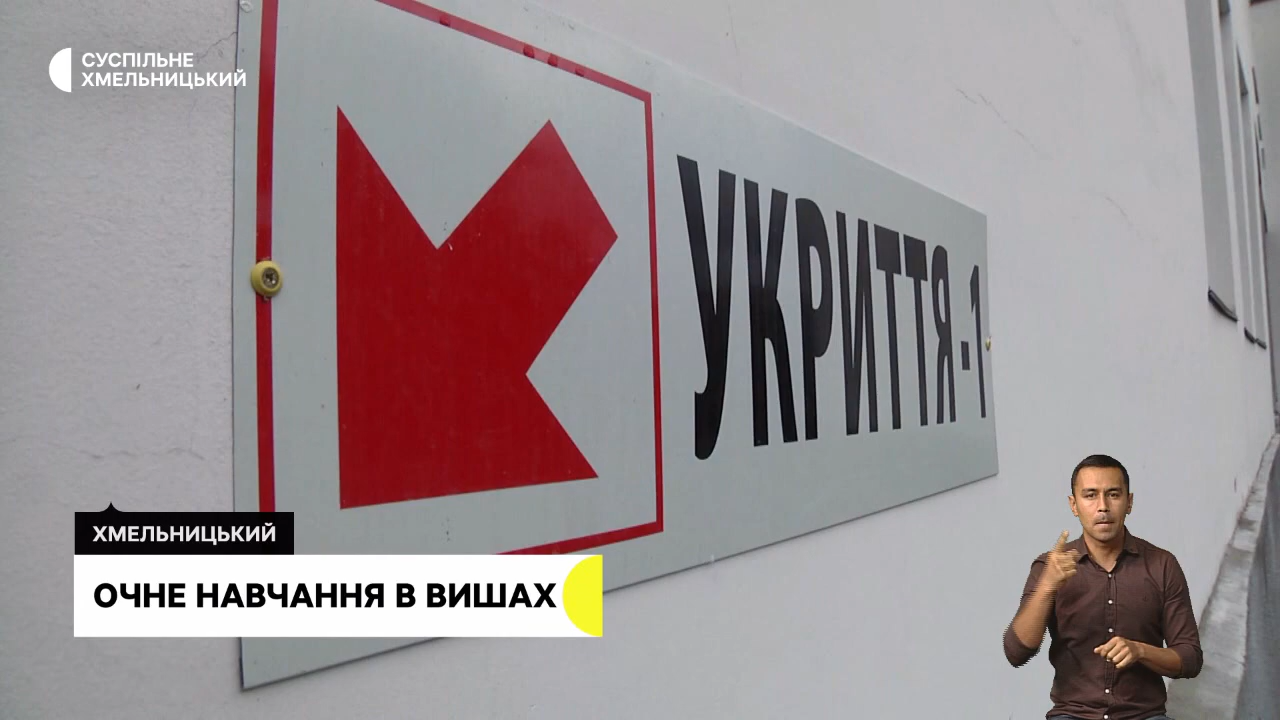 СУСПІЛЬНЕ
ХМЕЛЬНИЦЬКИЙ
УКРИТТЯ-1
ХМЕЛЬНИЦЬКИЙ
ОЧНЕ НАВЧАННЯ В ВИШАХ